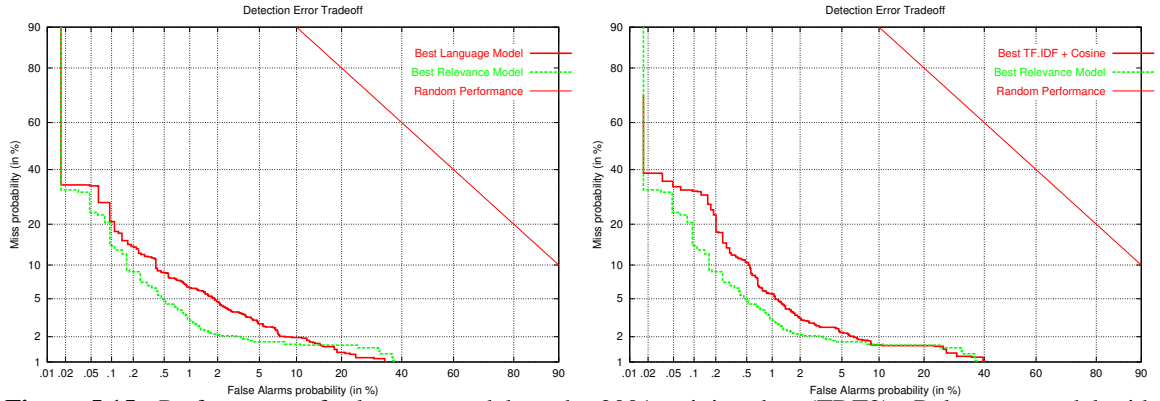 Detection Error Tradeoff
90
80
60
40
20
10
5
2
1
Miss probability (in %)
Best Language Model
Best Relevance Model
Random Performance
.01 .02 .05 .1 .2 .5 1 2 5 10 20 40 60 80 90
False Alarms probability (in %)
Detection Error Tradeoff
90
80
60
40
20
10
5
2
1
Miss probability (in %)
Best TF.IDF + Cosine
Best Relevance Model
Random Performance
.01 .02 .05 .1 .2 .5 1 2 5 10 20 40 60 80 90
False Alarms probability (in %)